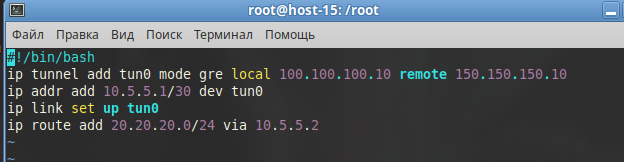 root@host-15: /root
Файл Правка Вид Поиск Терминал Помощь
#!/bin/bash
ip tunnel add tun0 mode gre local 100.100.100.10 remote 150.150.150.10
ip addr add 10.5.5.1/30 dev tun0
ip link set up tun0
ip route add 20.20.20.0/24 via 10.5.5.2
~
~